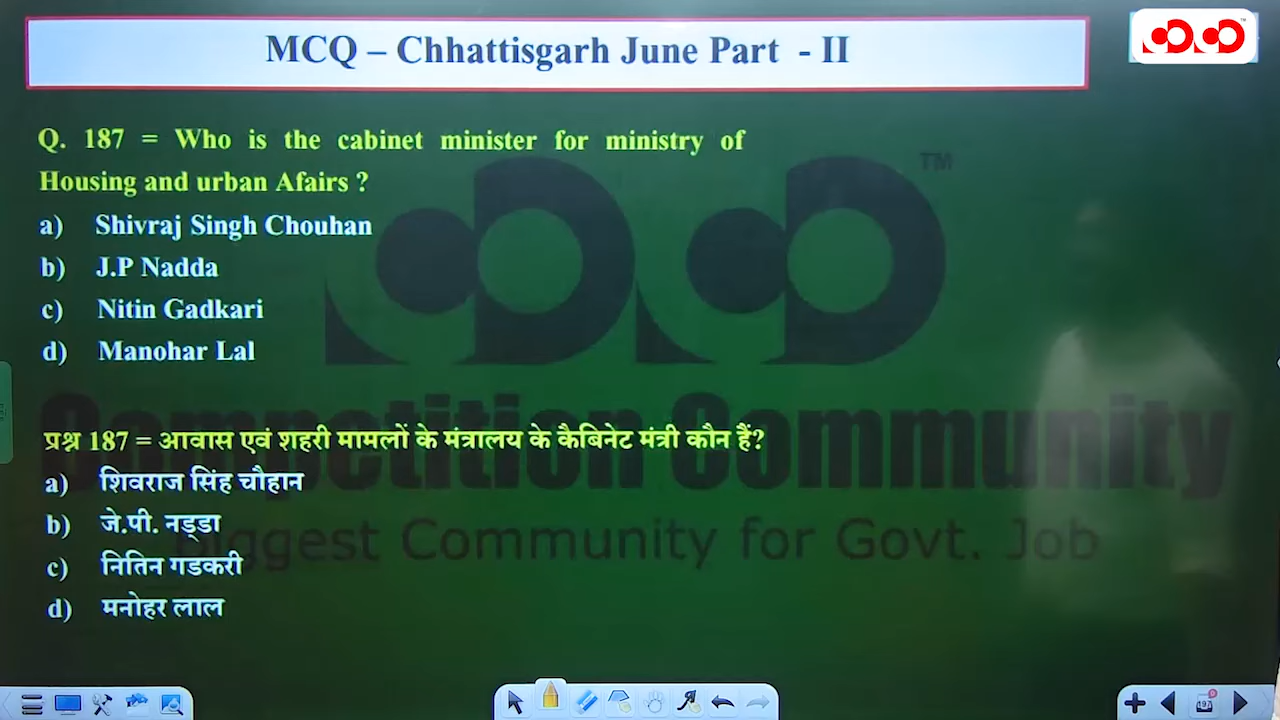 MCQ – Chhattisgarh June Part - II
TM
Q. 187 = Who is the cabinet minister for ministry of
Housing and urban Afairs ?
a) Shivraj Singh Chouhan
b) J.P Nadda
c) Nitin Gadkari
d) Manohar Lal
Competition Community
प्रश्न 187 = आवास एवं शहरी मामलों के मंत्रालय के कैबिनेट मंत्री कौन हैं?
a) शिवराज सिंह चौहान
b) जे.पी. नड्डा
Biggest Community for Govt. Job
c) नितिन गडकरी
d) मनोहर लाल
197